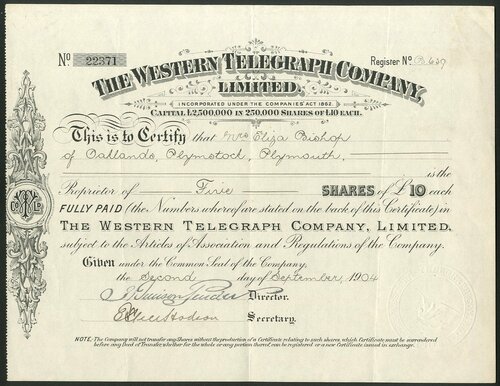 No. 22371
Register No. B637
THE WESTERN TELEGRAPH COMPANY,
LIMITED.
INCORPORATED UNDER THE COMPANIES' ACT 1862.
CAPITAL £2,500,000 IN 250,000 SHARES OF £10 EACH.
This is to Certify that Mrs Eliza Bishop
of Oaklands, Plymstock, Plymouth,
is the
Proprietor of Five SHARES of £10 each
FULLY PAID (the Numbers whereof are stated on the back of this Certificate) in
THE WESTERN TELEGRAPH COMPANY, LIMITED,
subject to the Articles of Association and Regulations of the Company.
Given under the Common Seal of the Company,
the Second day of September, 1904
Director.
Secretary.
NOTE: The Company will not transfer any Shares without the production of a Certificate relating to such shares, which Certificate must be surrendered
before any Deed of Transfer, whether for the whole or any portion thereof, can be registered or a new Certificate issued in exchange.